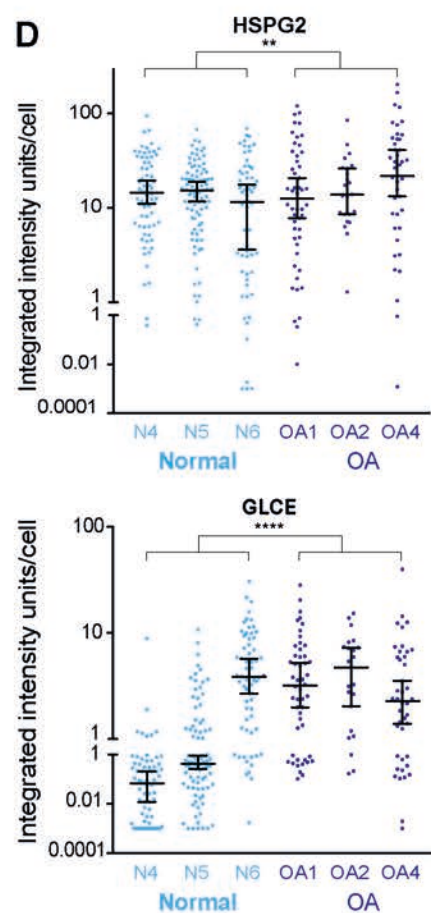 D
HSPG2
**
Integrated intensity units/cell
100
10
1
1
0.01
0.0001
N4 N5 N6 OA1 OA2 OA4
Normal OA
GLCE
****
Integrated intensity units/cell
100
10
1
1
0.01
0.0001
N4 N5 N6 OA1 OA2 OA4
Normal OA